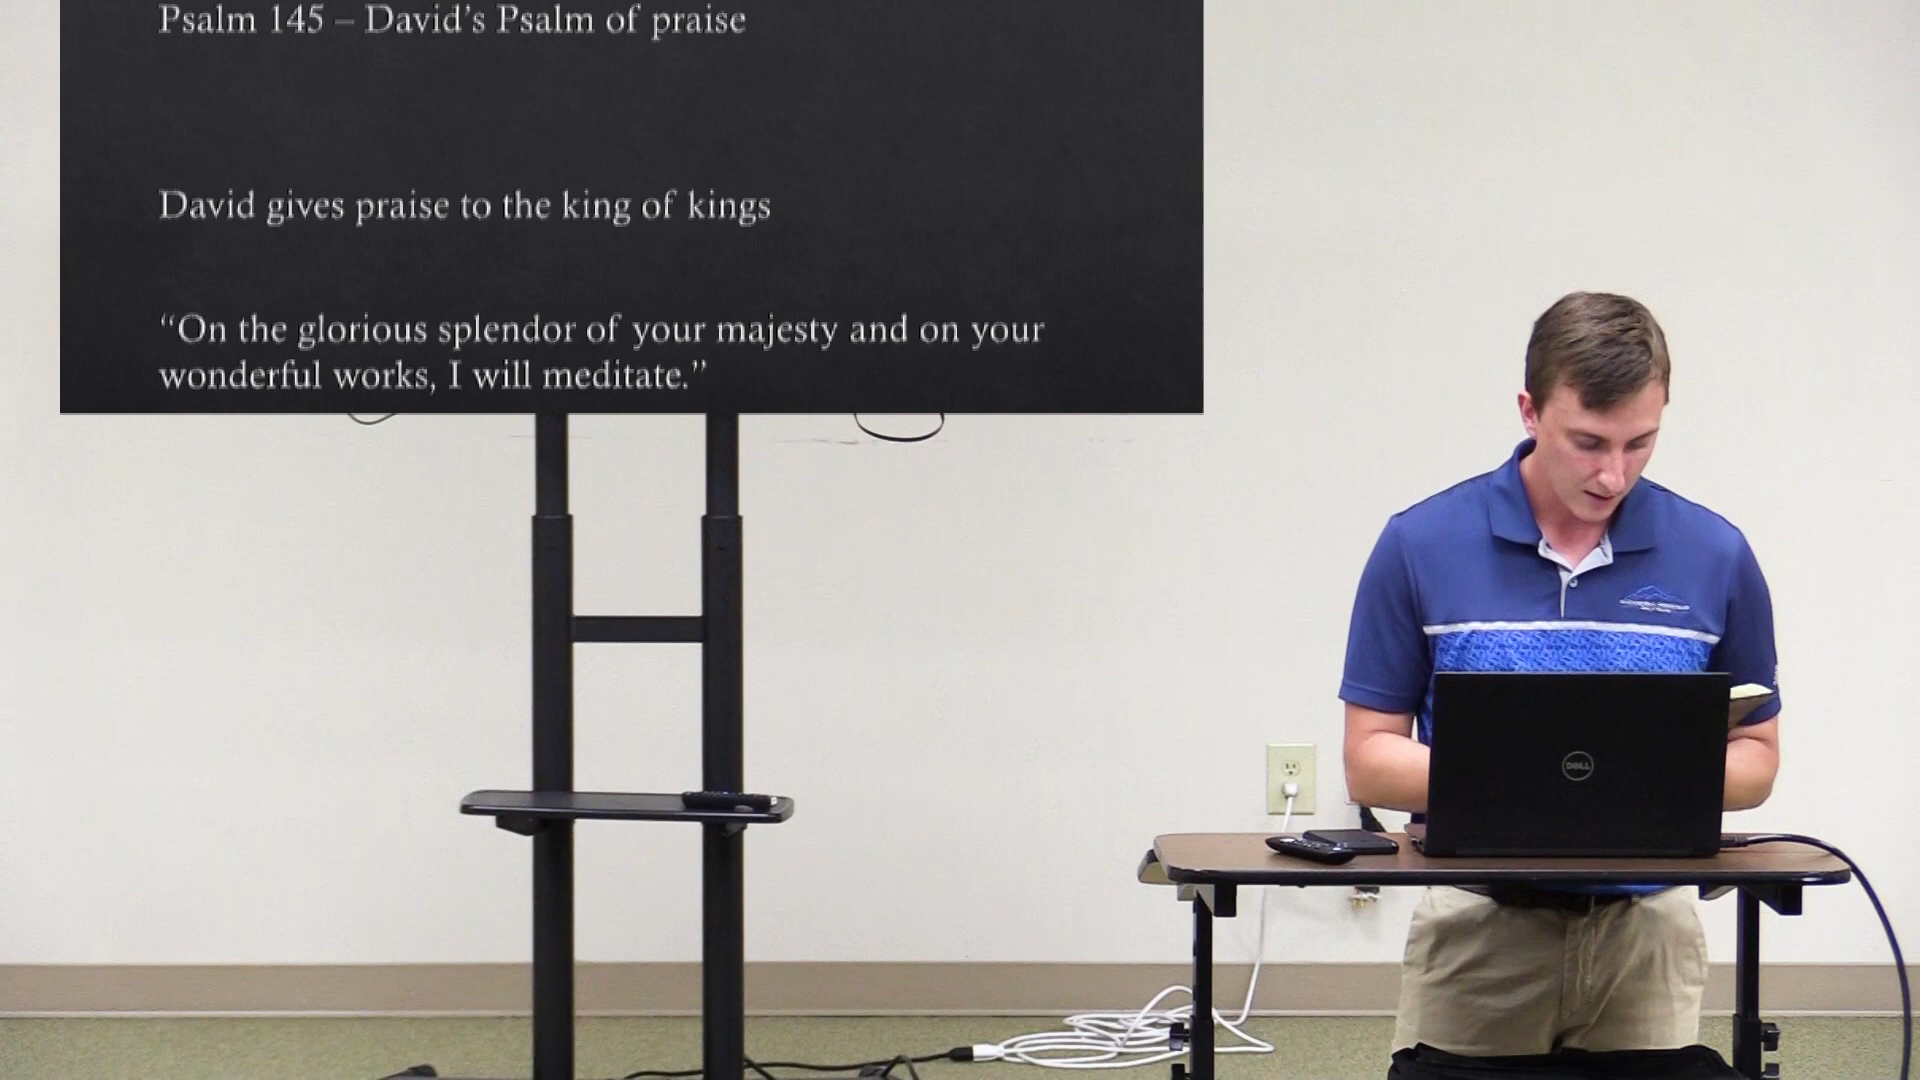 Psalm 145 – David’s Psalm of praise
David gives praise to the king of kings
“On the glorious splendor of your majesty and on your
wonderful works, I will meditate.”
DELL